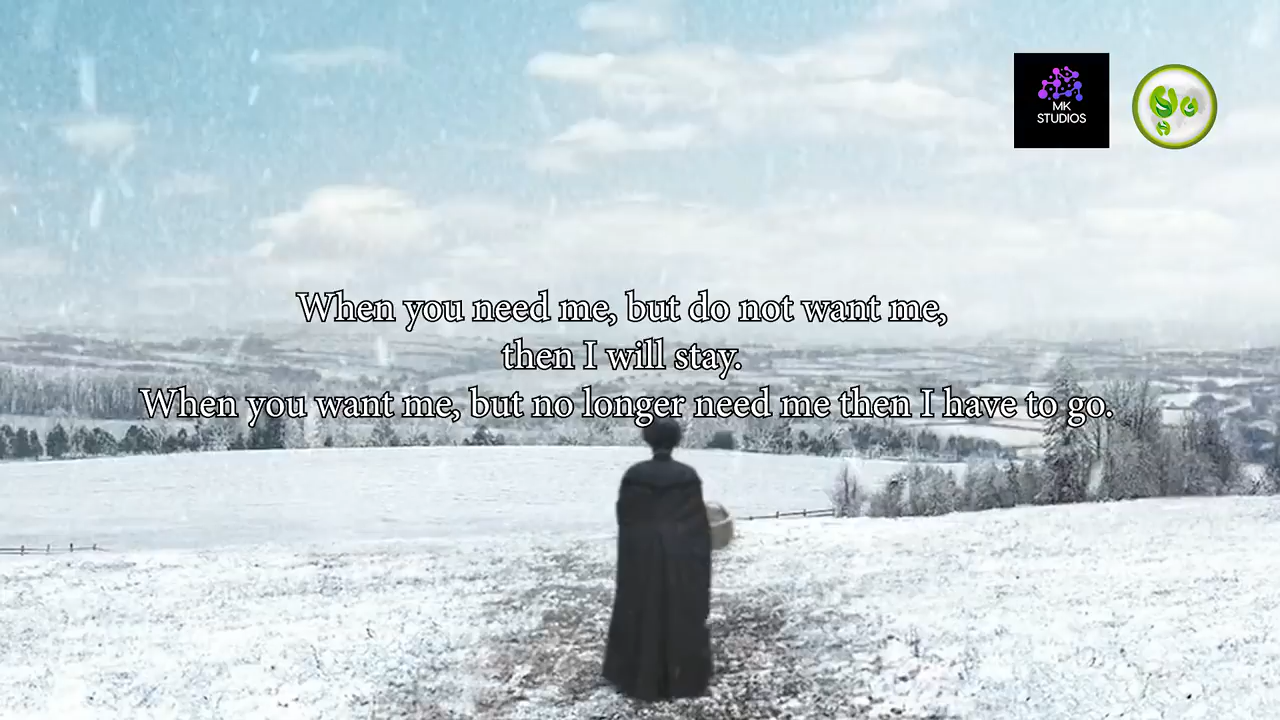 MK
STUDIOS
When you need me, but do not want me,
then I will stay.
When you want me, but no longer need me then I have to go.